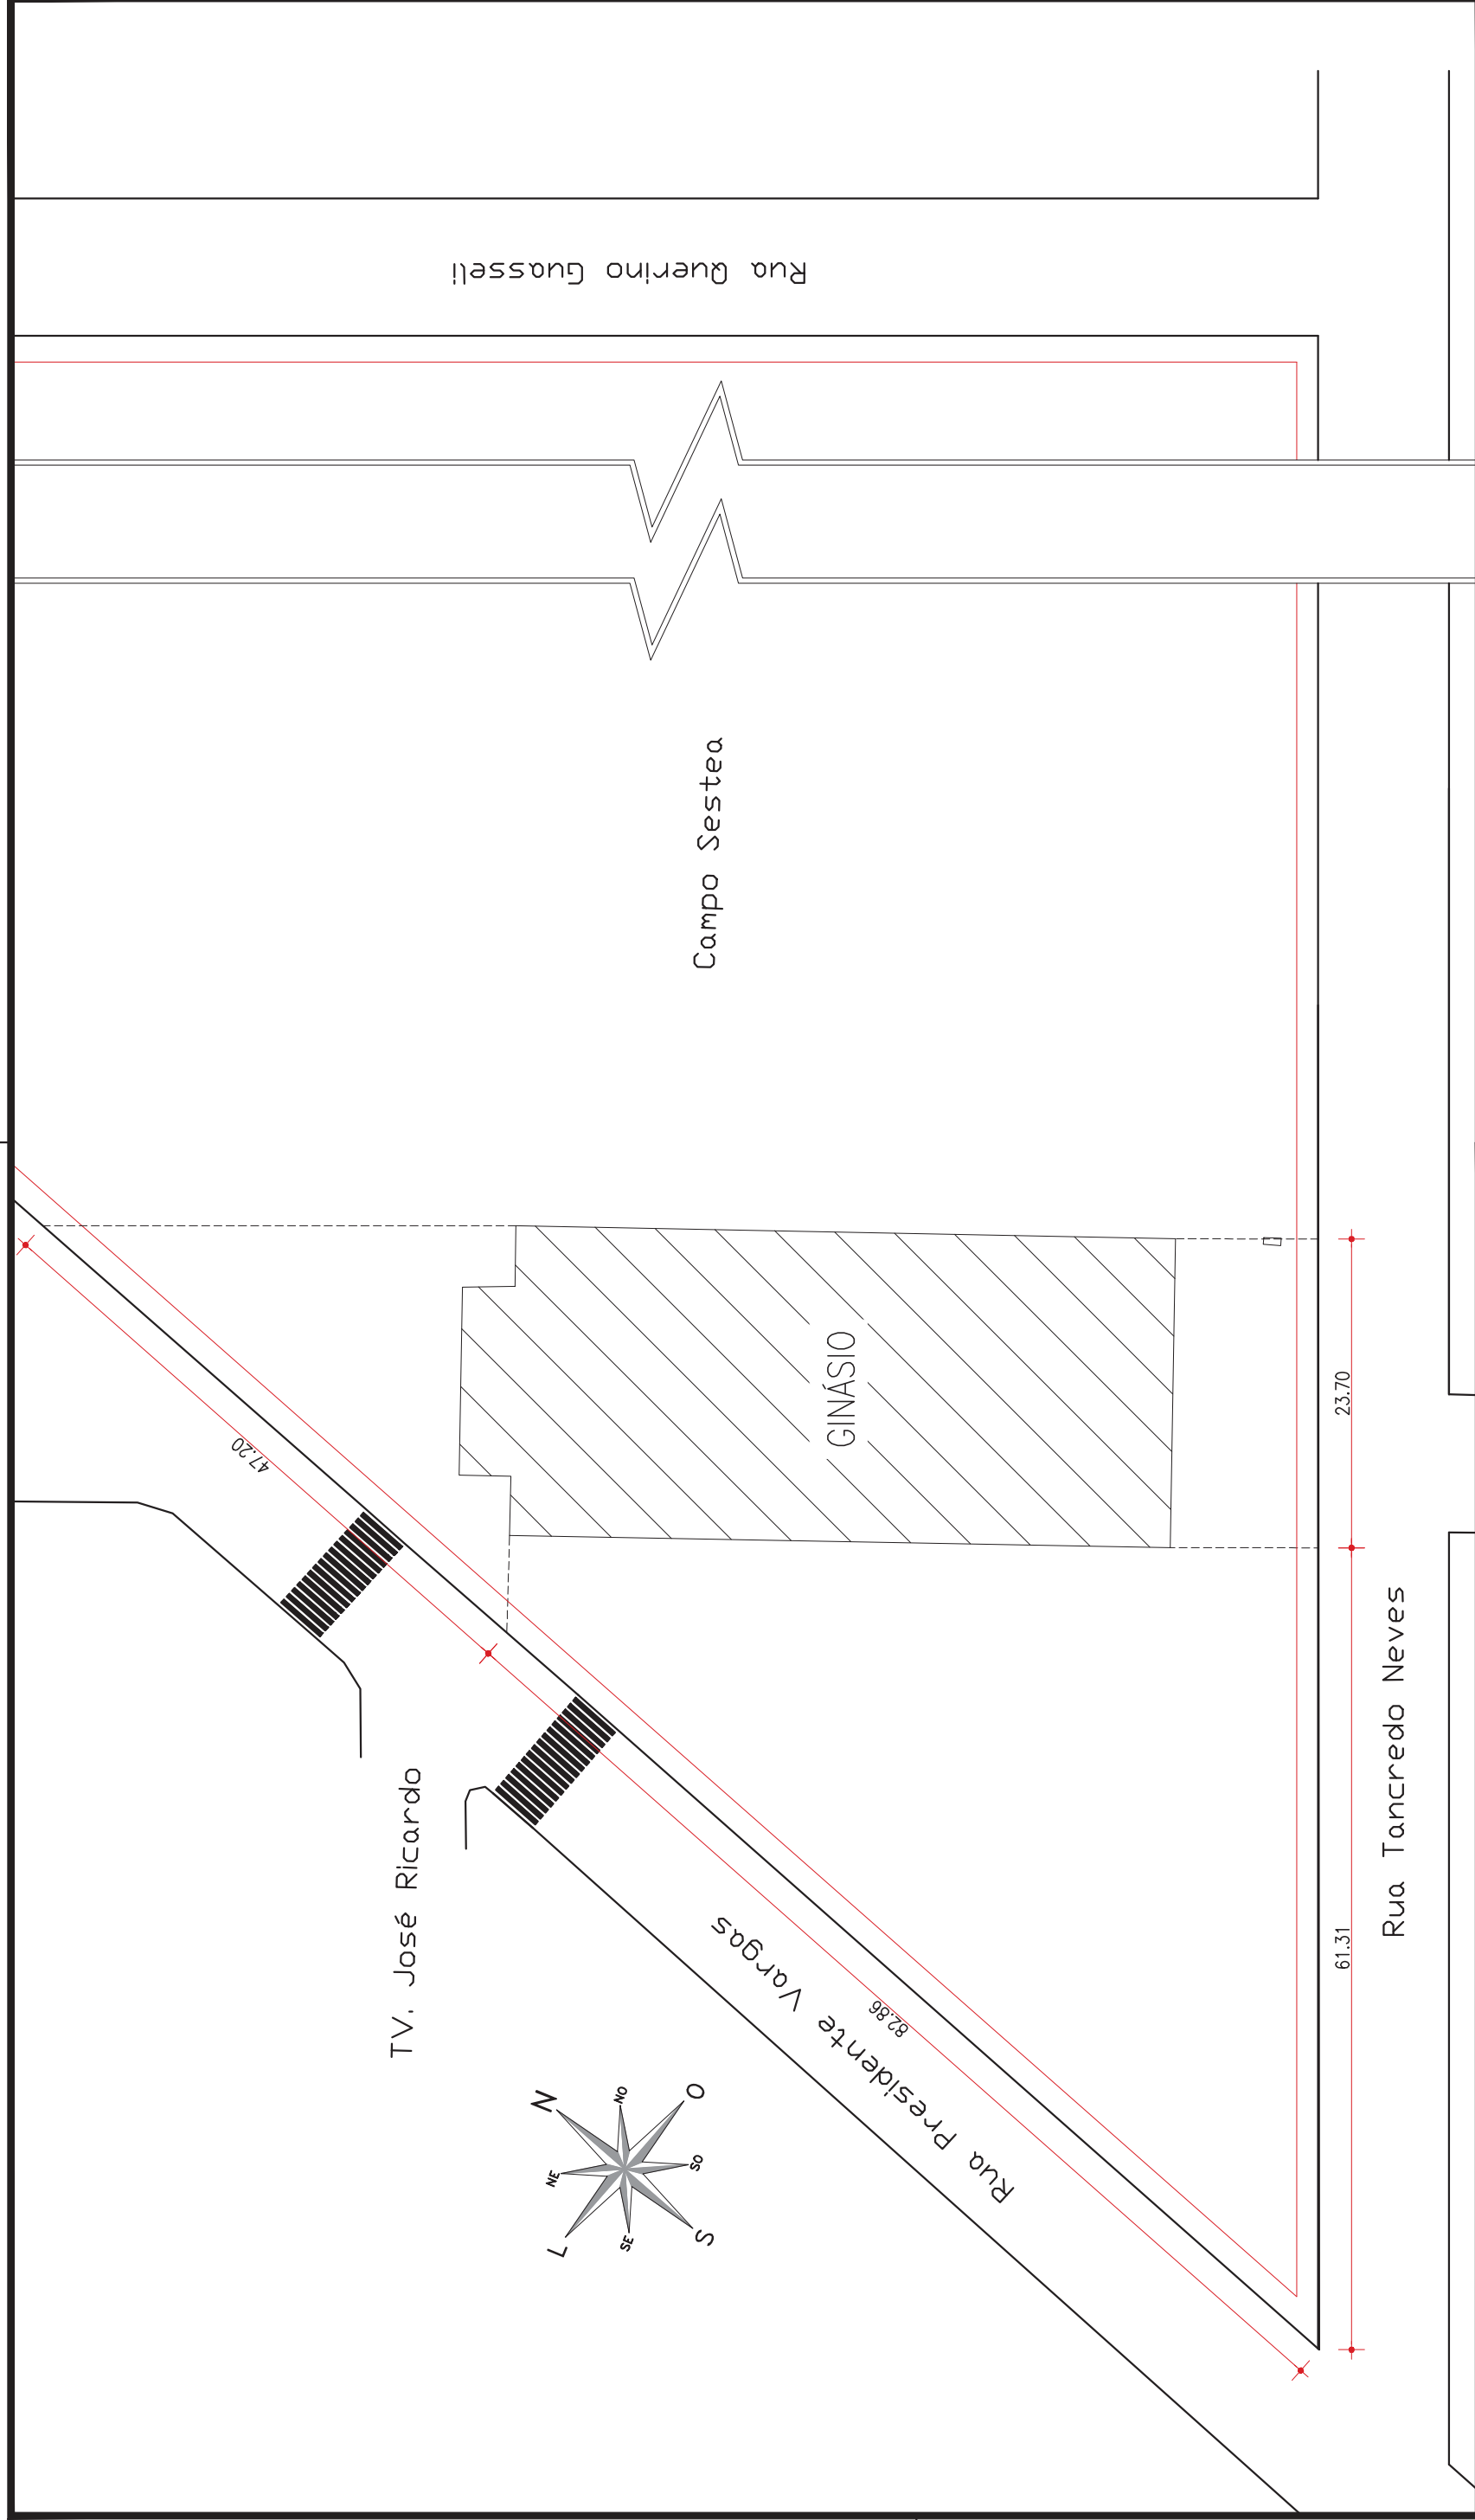 Rua Querino Guasseli
Campo Sestea
47.20
GINÁSIO
23.70
Rua Tancredo Neves
61.31
TV. José Ricardo
Rua Presidente Vargas
82.86
N
NO
O
NE
SO
L
SE
S